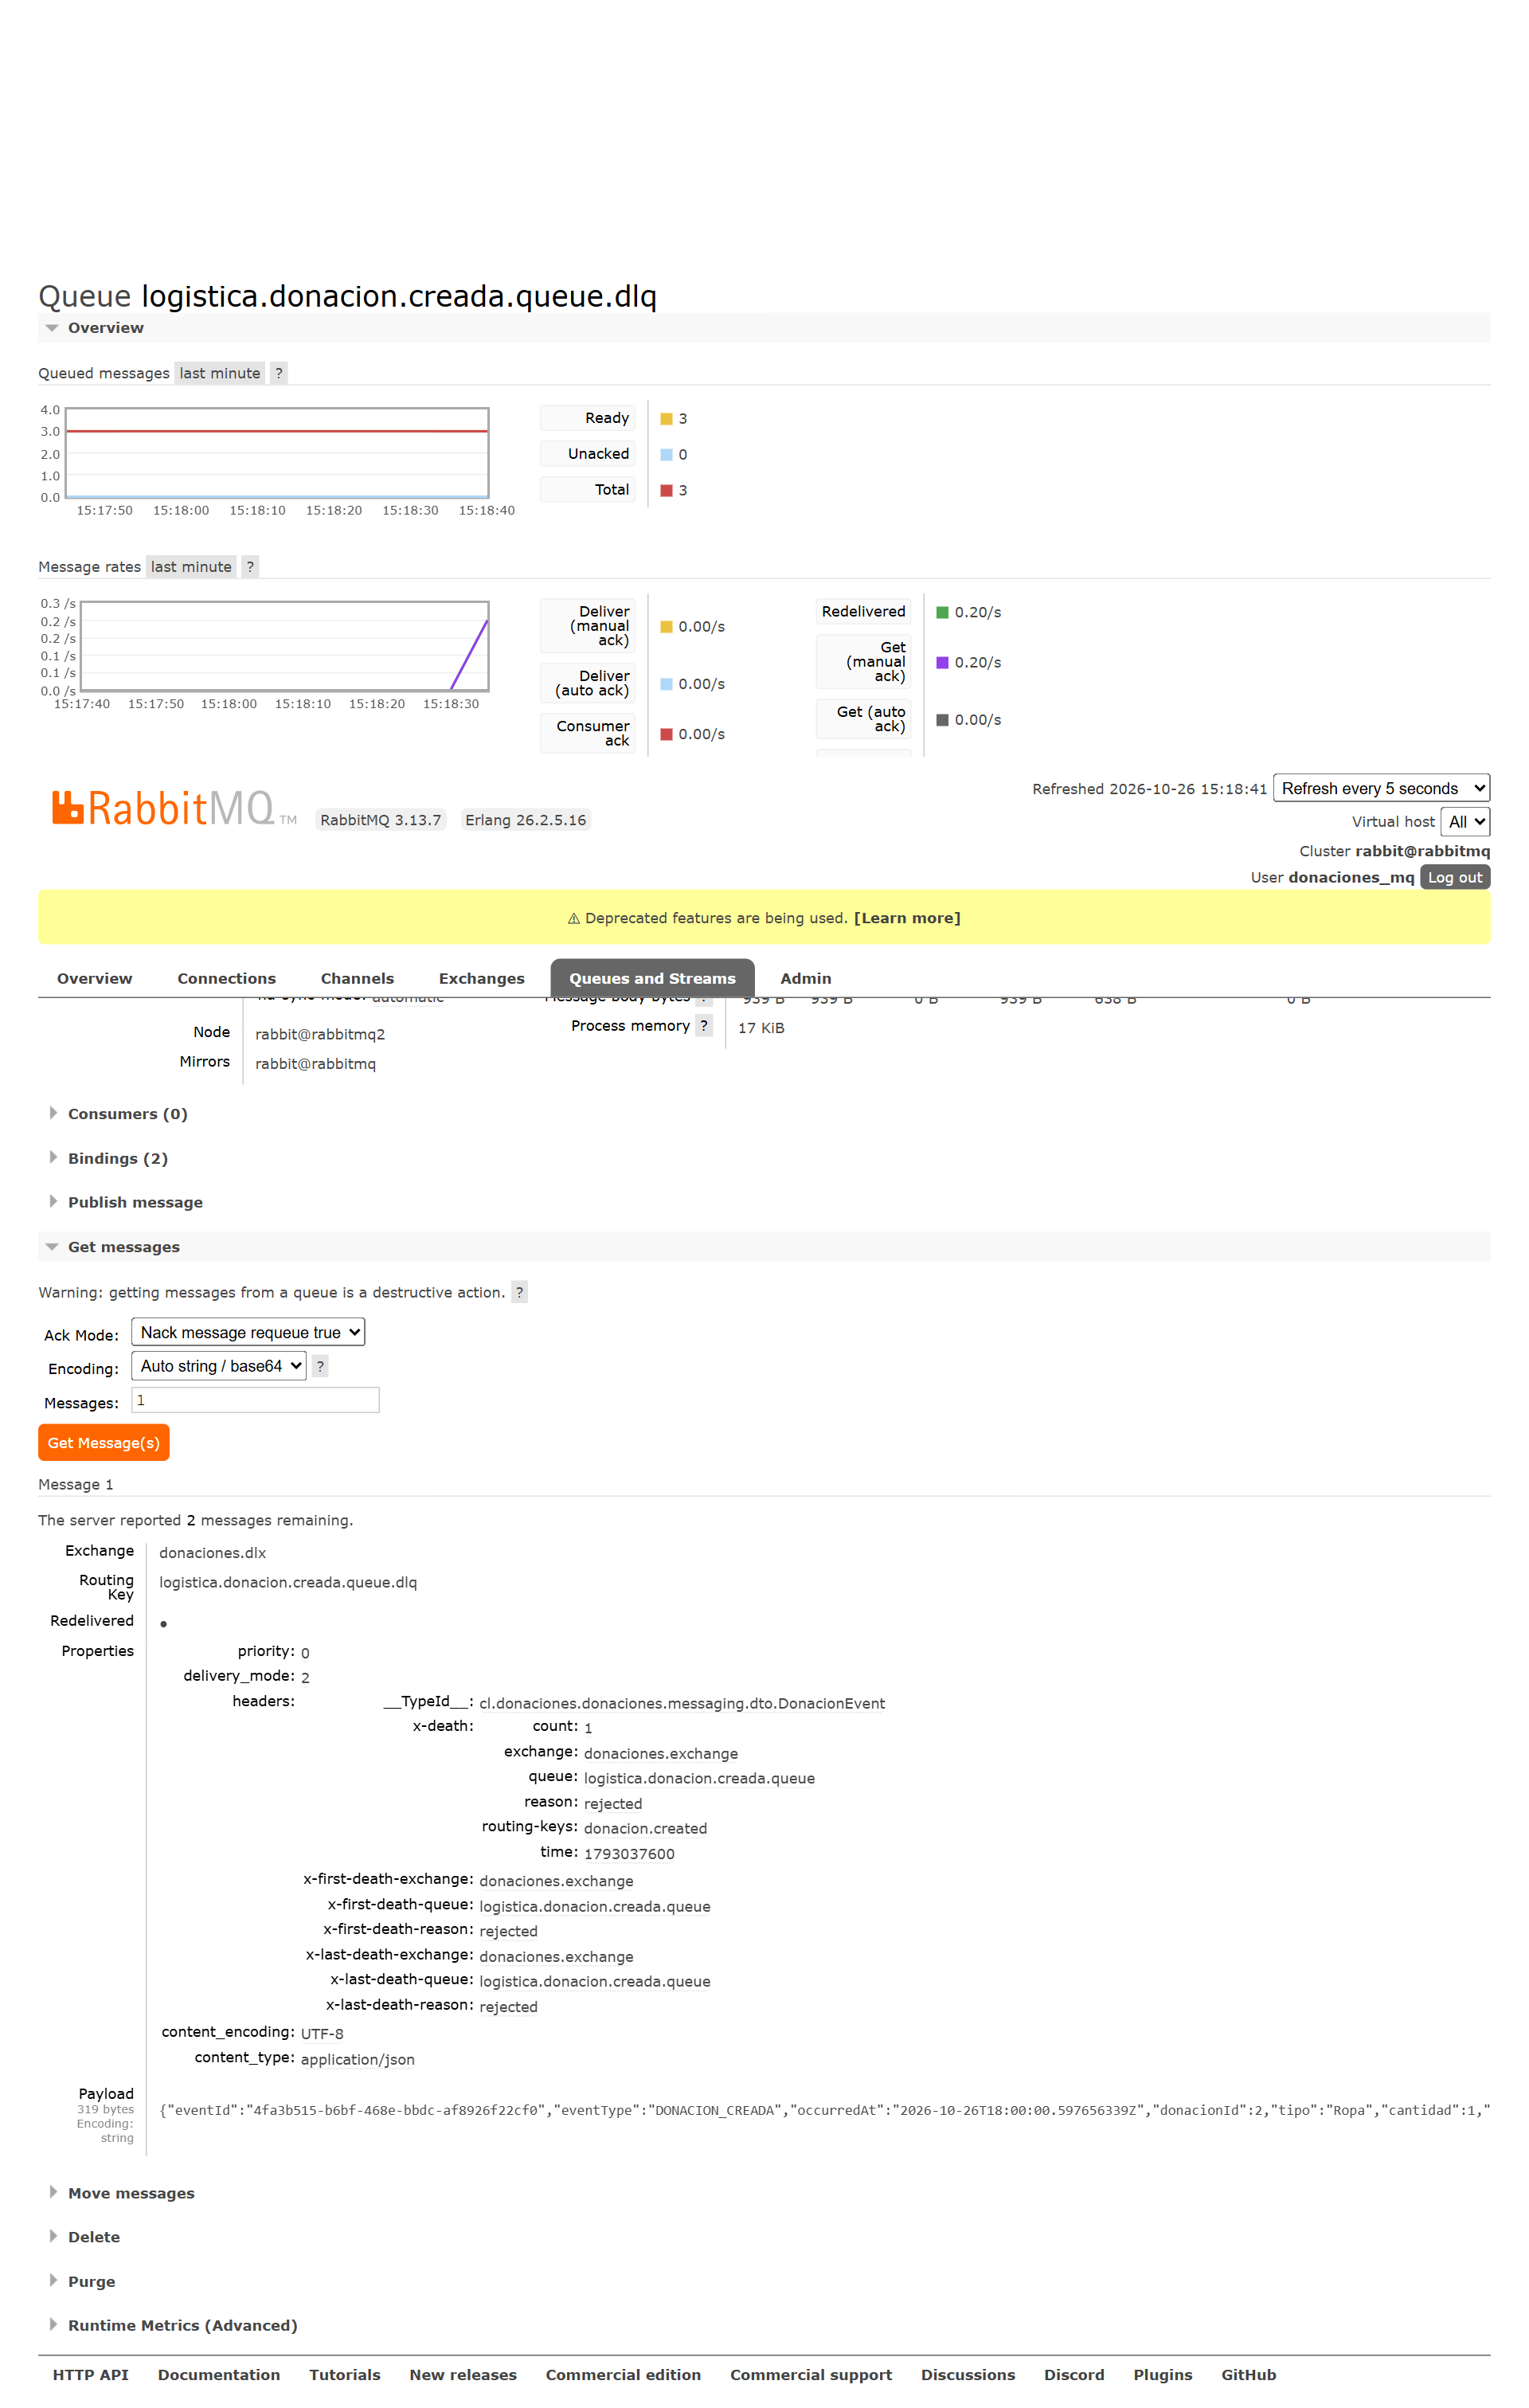 Queue logistica.donacion.creada.queue.dlq
Overview
Queued messages last minute ?
4.0
3.0
2.0
1.0
0.0
15:17:50 15:18:00 15:18:10 15:18:20 15:18:30 15:18:40
Ready 3
Unacked 0
Total 3
Message rates last minute ?
0.3 /s
0.2 /s
0.2 /s
0.1 /s
0.1 /s
0.0 /s
15:17:40 15:17:50 15:18:00 15:18:10 15:18:20 15:18:30
Deliver (manual ack) 0.00/s
Deliver (auto ack) 0.00/s
Consumer ack 0.00/s
Redelivered 0.20/s
Get (manual ack) 0.20/s
Get (auto ack) 0.00/s
RabbitMQ TM RabbitMQ 3.13.7 Erlang 26.2.5.16
Refreshed 2026-10-26 15:18:41 Refresh every 5 seconds
Virtual host All
Cluster rabbit@rabbitmq
User donaciones_mq Log out
⚠ Deprecated features are being used. [Learn more]
Overview Connections Channels Exchanges Queues and Streams Admin
ha-sync-mode: automatic Message body bytes ? 939 B 939 B 0 B 939 B 638 B 0 B
Node rabbit@rabbitmq2 Process memory ? 17 KiB
Mirrors rabbit@rabbitmq
Consumers (0)
Bindings (2)
Publish message
Get messages
Warning: getting messages from a queue is a destructive action. ?
Ack Mode: Nack message requeue true
Encoding: Auto string / base64 ?
Messages: 1
Get Message(s)
Message 1
The server reported 2 messages remaining.
Exchange donaciones.dlx
Routing Key logistica.donacion.creada.queue.dlq
Redelivered ●
Properties priority: 0
delivery_mode: 2
headers: __TypeId__: cl.donaciones.donaciones.messaging.dto.DonacionEvent
x-death: count: 1
exchange: donaciones.exchange
queue: logistica.donacion.creada.queue
reason: rejected
routing-keys: donacion.created
time: 1793037600
x-first-death-exchange: donaciones.exchange
x-first-death-queue: logistica.donacion.creada.queue
x-first-death-reason: rejected
x-last-death-exchange: donaciones.exchange
x-last-death-queue: logistica.donacion.creada.queue
x-last-death-reason: rejected
content_encoding: UTF-8
content_type: application/json
Payload
319 bytes
Encoding: string
{"eventId":"4fa3b515-b6bf-468e-bbdc-af8926f22cf0","eventType":"DONACION_CREADA","occurredAt":"2026-10-26T18:00:00.597656339Z","donacionId":2,"tipo":"Ropa","cantidad":1,"
Move messages
Delete
Purge
Runtime Metrics (Advanced)
HTTP API Documentation Tutorials New releases Commercial edition Commercial support Discussions Discord Plugins GitHub